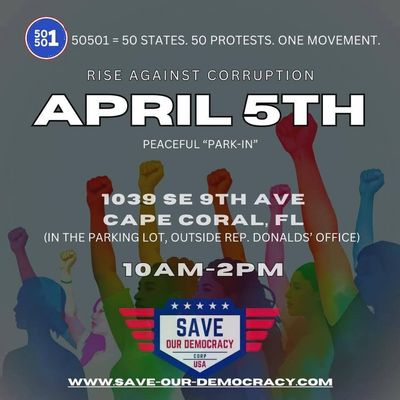 50
50
1
50501 = 50 STATES. 50 PROTESTS. ONE MOVEMENT.
RISE AGAINST CORRUPTION
APRIL 5TH
PEACEFUL “PARK-IN”
1039 SE 9TH AVE
CAPE CORAL, FL
(IN THE PARKING LOT, OUTSIDE REP. DONALDS’ OFFICE)
10AM-2PM
SAVE
OUR DEMOCRACY
CORP
USA
WWW.SAVE-OUR-DEMOCRACY.COM